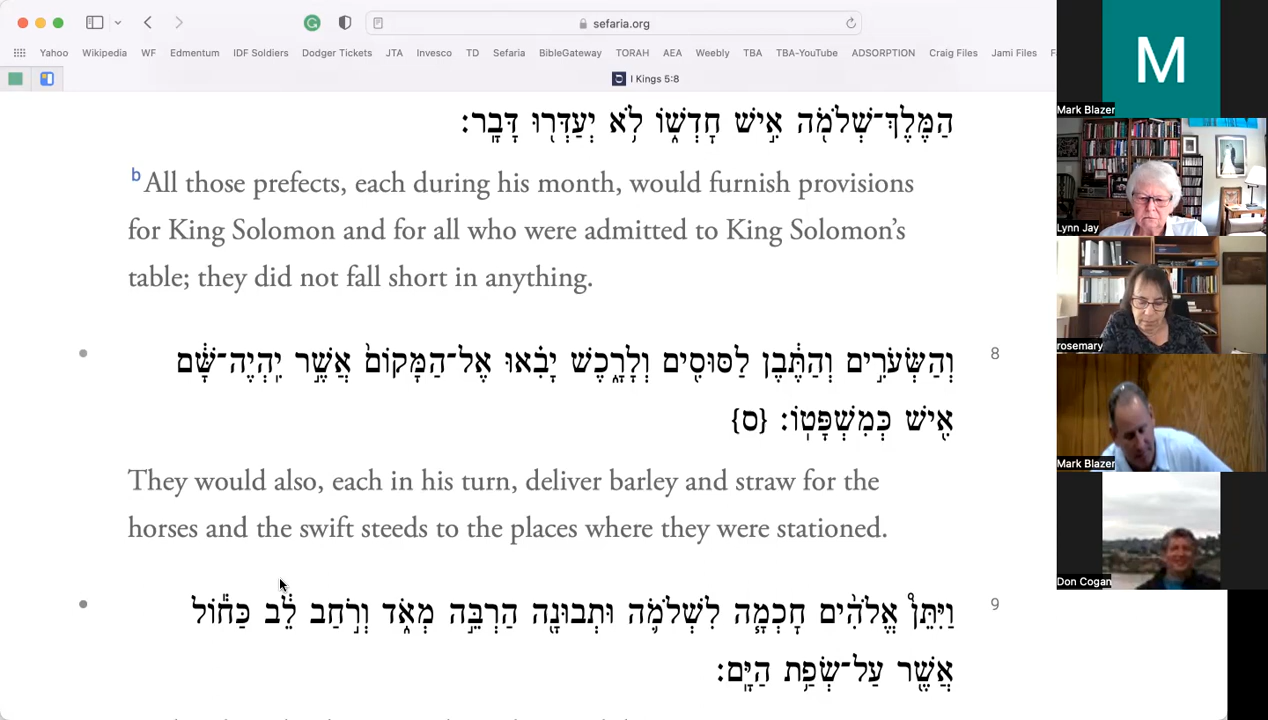 sefaria.org
Yahoo Wikipedia WF Edmentum IDF Soldiers Dodger Tickets JTA Invesco TD Sefaria BibleGateway TORAH AEA Weebly TBA TBA-YouTube ADSORPTION Craig Files Jami Files
I Kings 5:8
הַמֶּלֶךְ־שְׁלֹמֹ֖ה אִ֣ישׁ חׇדְשׁ֑וֹ לֹ֥א יְעַדְּר֖וּ דָּבָֽר׃
b All those prefects, each during his month, would furnish provisions
for King Solomon and for all who were admitted to King Solomon’s
table; they did not fall short in anything.
8
וְהַשְּׂעֹרִ֣ים וְהַתֶּ֔בֶן לַסּוּסִ֖ים וְלָרָ֑כֶשׁ יָבִ֗אוּ אֶל־הַמָּקוֹם֙ אֲשֶׁ֣ר יִֽהְיֶה־שָּׁ֔ם
אִ֖ישׁ כְּמִשְׁפָּטֽוֹ׃ {ס}
They would also, each in his turn, deliver barley and straw for the
horses and the swift steeds to the places where they were stationed.
9
וַיִּתֵּן֩ אֱלֹהִ֨ים חׇכְמָ֧ה לִשְׁלֹמֹ֛ה וּתְבוּנָ֖ה הַרְבֵּ֣ה מְאֹ֑ד וְרֹ֣חַב לֵ֔ב כַּח֕וֹל
אֲשֶׁ֖ר עַל־שְׂפַ֥ת הַיָּֽם׃
M
Mark Blazer
Lynn Jay
rosemary
Mark Blazer
Don Cogan